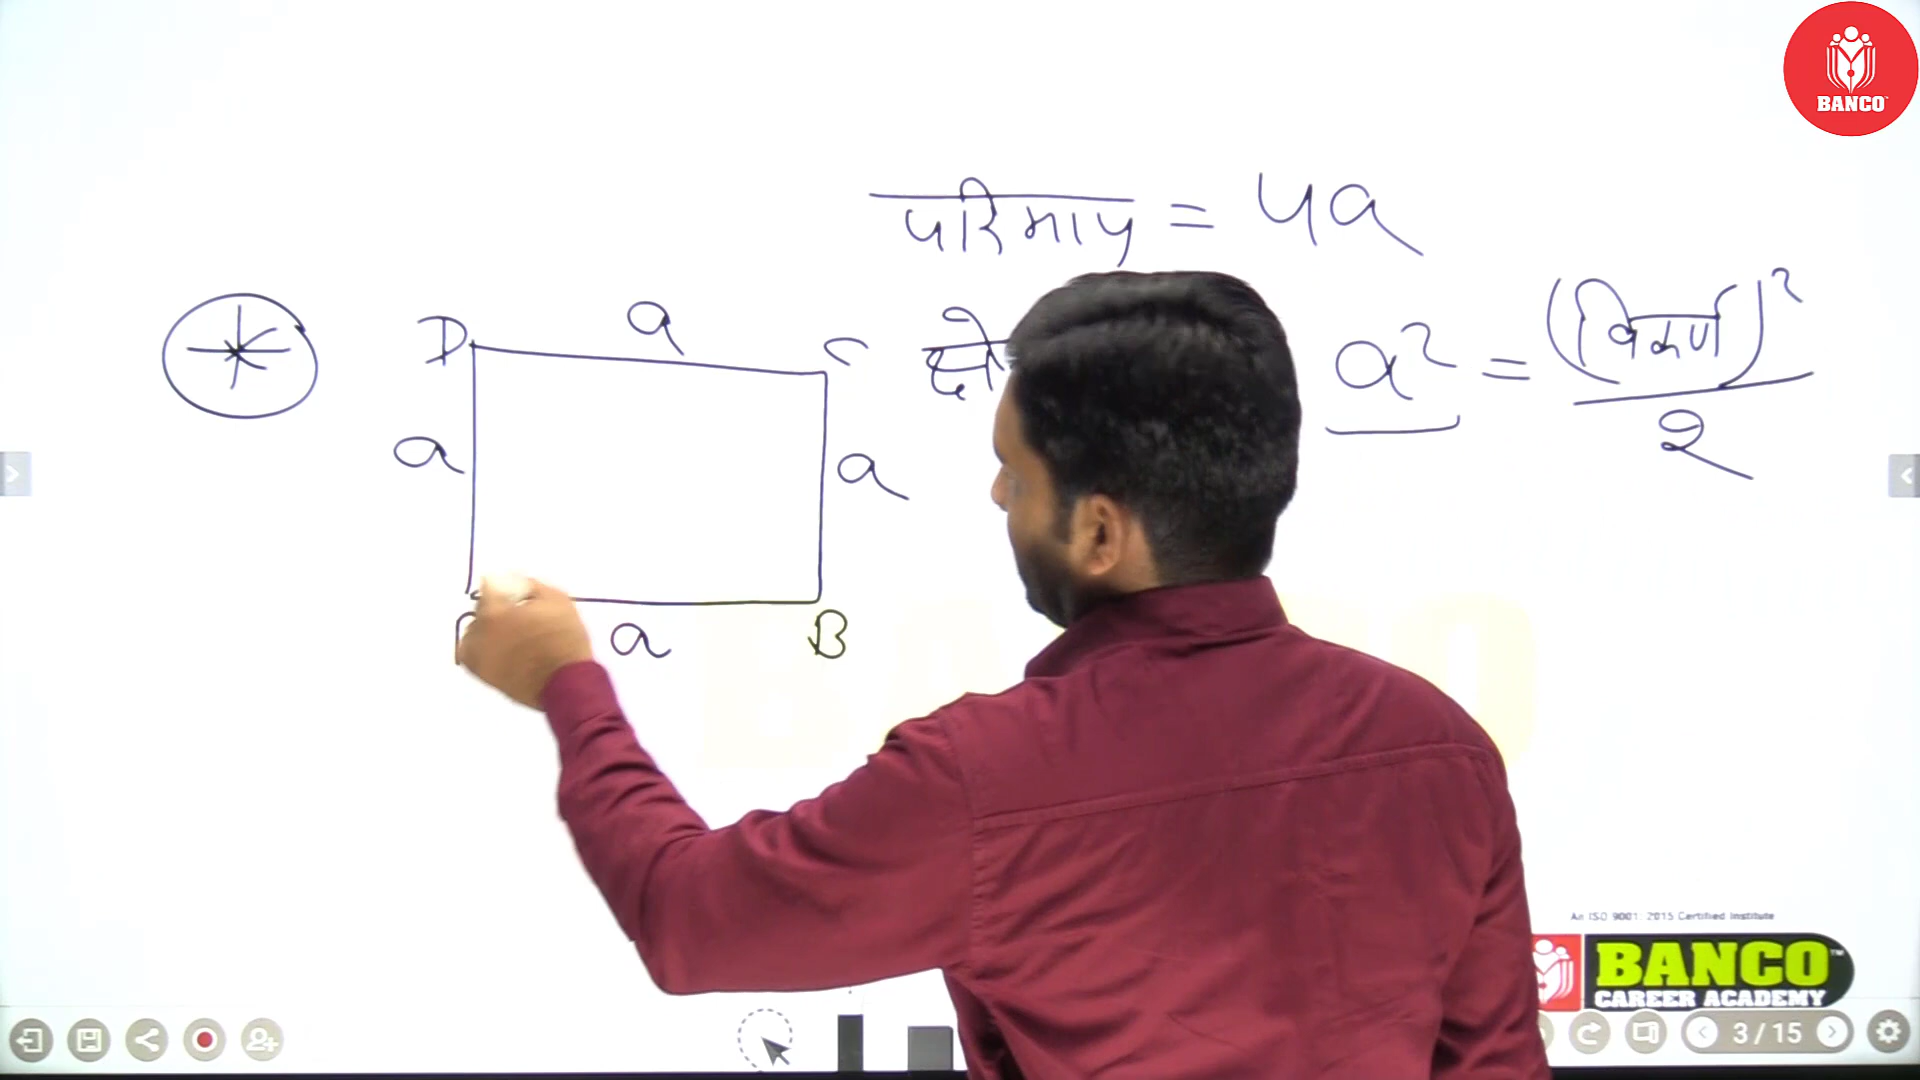 BANCO
परिमाप = 4a
D a C
a a
a B
a² = (विकर्ण)²
2
An ISO 9001: 2015 Certified Institute
BANCO
CAREER ACADEMY
3 / 15